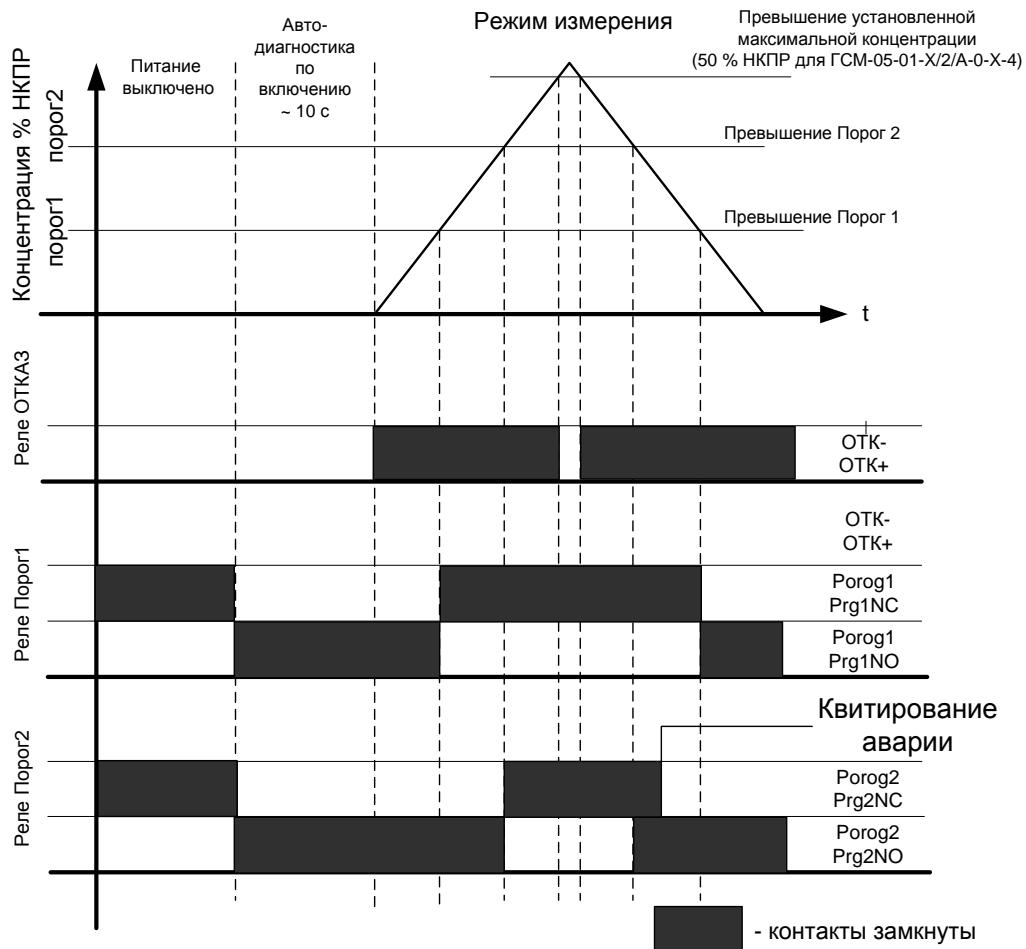 Режим измерения
Превышение установленной
максимальной концентрации
(50 % НКПР для ГСМ-05-01-Х/2/А-0-Х-4)
Питание
выключено
Авто-
диагностика
по
включению
~ 10 с
Концентрация % НКПР
порог1
порог2
Превышение Порог 2
Превышение Порог 1
t
Реле ОТКАЗ
ОТК-
ОТК+
ОТК-
ОТК+
Реле Порог1
Porog1
Prg1NC
Porog1
Prg1NO
Реле Порог2
Квитирование
аварии
Porog2
Prg2NC
Porog2
Prg2NO
- контакты замкнуты